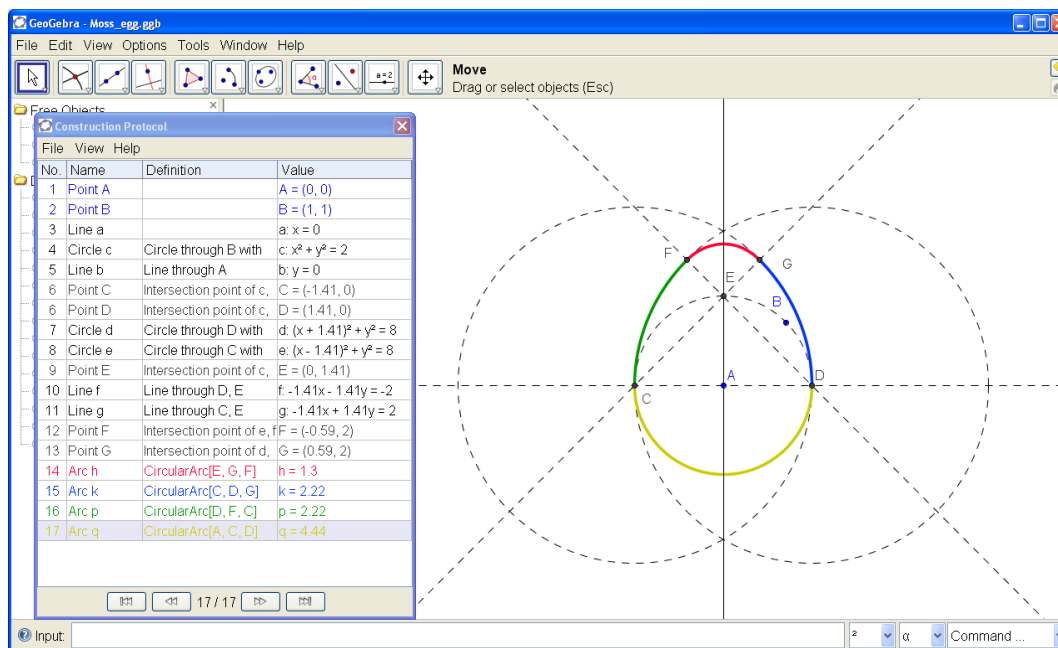 GeoGebra - Moss_egg.ggb
File Edit View Options Tools Window Help
a=2
Move
Drag or select objects (Esc)
Free Objects
Construction Protocol
File View Help
No. Name Definition Value
1 Point A A = (0, 0)
2 Point B B = (1, 1)
3 Line a a: x = 0
4 Circle c Circle through B with c: x² + y² = 2
5 Line b Line through A b: y = 0
6 Point C Intersection point of c, C = (-1.41, 0)
6 Point D Intersection point of c, D = (1.41, 0)
7 Circle d Circle through D with d: (x + 1.41)² + y² = 8
8 Circle e Circle through C with e: (x - 1.41)² + y² = 8
9 Point E Intersection point of c, E = (0, 1.41)
10 Line f Line through D, E f: -1.41x - 1.41y = -2
11 Line g Line through C, E g: -1.41x + 1.41y = 2
12 Point F Intersection point of e, f F = (-0.59, 2)
13 Point G Intersection point of d, G = (0.59, 2)
14 Arc h CircularArc[E, G, F] h = 1.3
15 Arc k CircularArc[C, D, G] k = 2.22
16 Arc p CircularArc[D, F, C] p = 2.22
17 Arc q CircularArc[A, C, D] q = 4.44
17 / 17
F
G
E
B
A
D
C
Input:
²
α
Command ...